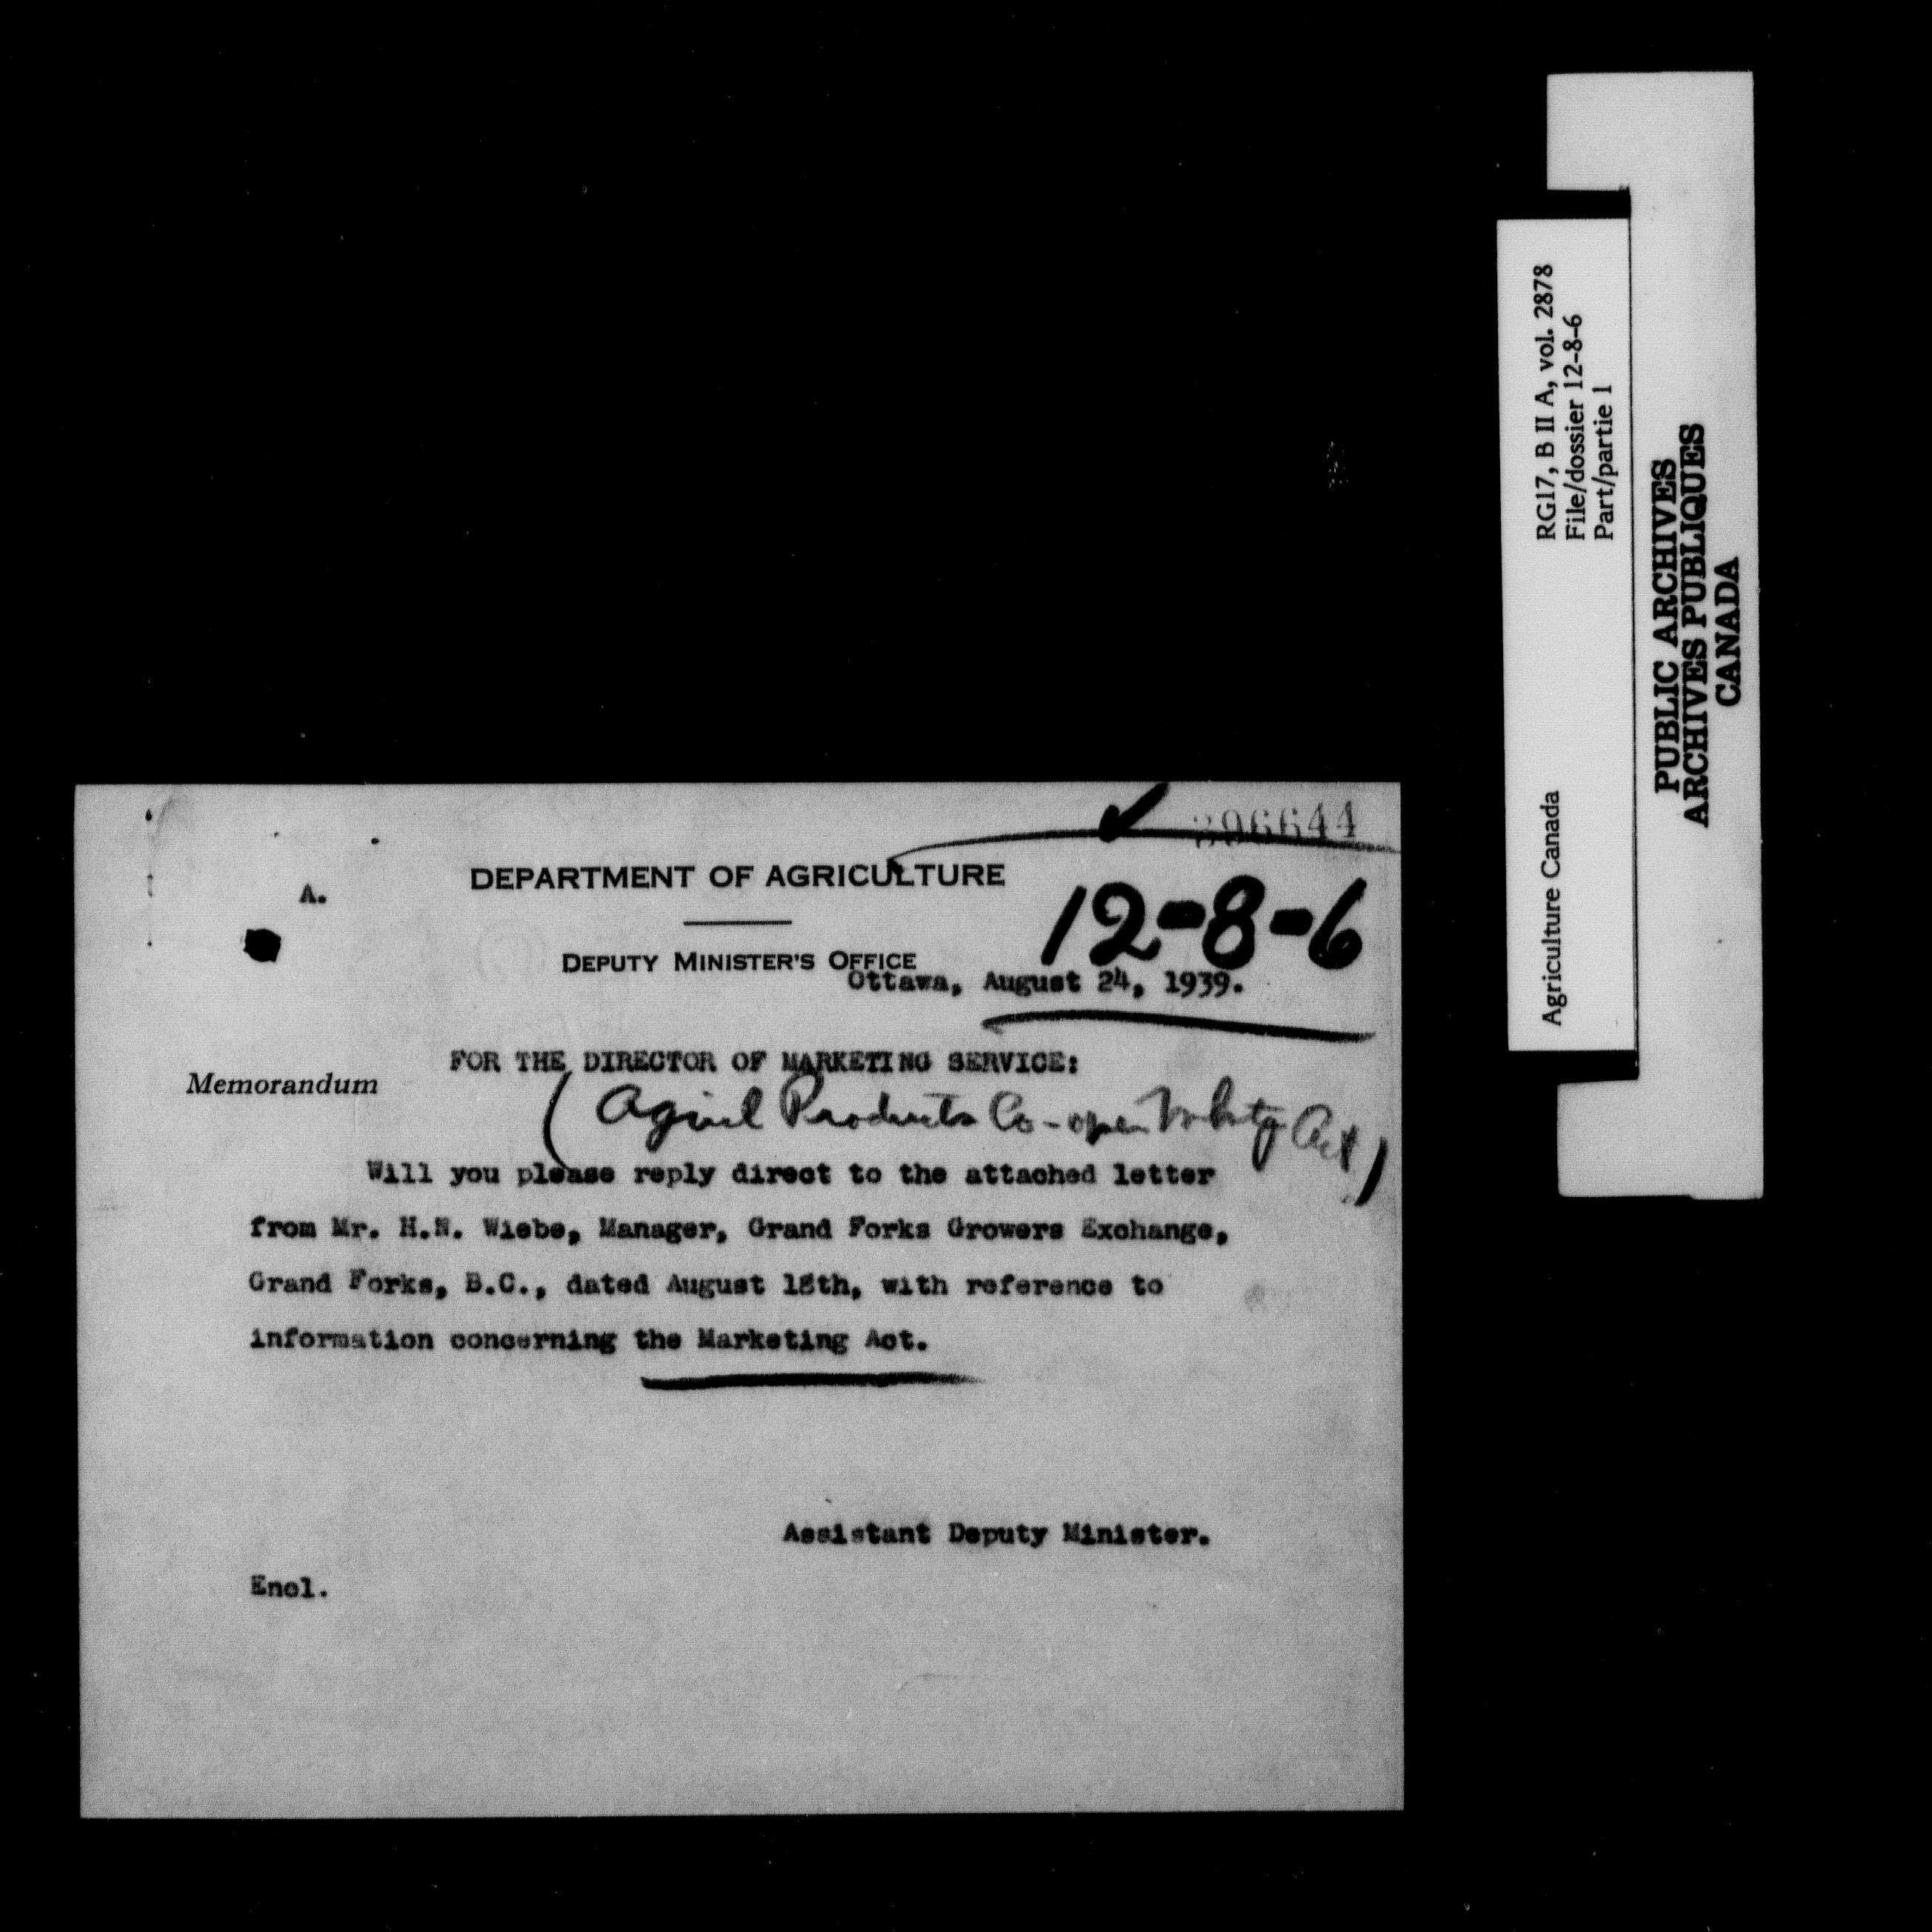 396644
DEPARTMENT OF AGRICULTURE
A.
12-8-6
DEPUTY MINISTER'S OFFICE
Ottawa, August 24, 1939.
FOR THE DIRECTOR OF MARKETING SERVICE:
Memorandum
(Agricl Products Co-oper Mktg Act)
Will you please reply direct to the attached letter
from Mr. H.N. Wiebe, Manager, Grand Forks Growers Exchange,
Grand Forks, B.C., dated August 18th, with reference to
information concerning the Marketing Act.
Assistant Deputy Minister.
Encl.
Agriculture Canada
RG17, B II A, vol. 2878
File/dossier 12-8-6
Part/partie 1
PUBLIC ARCHIVES
ARCHIVES PUBLIQUES
CANADA